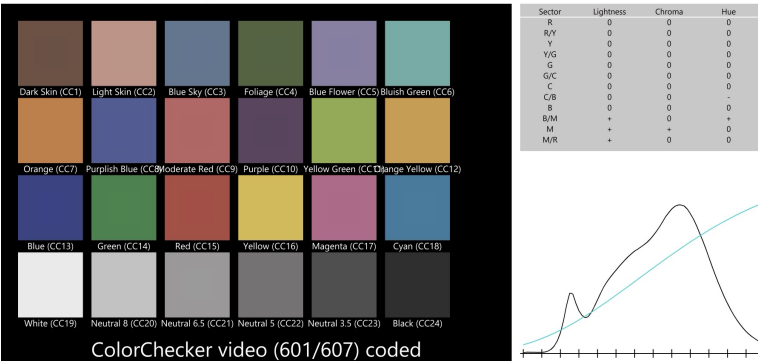 Dark Skin (CC1) Light Skin (CC2) Blue Sky (CC3) Foliage (CC4) Blue Flower (CC5) Bluish Green (CC6)
Orange (CC7) Purplish Blue (CC8) Moderate Red (CC9) Purple (CC10) Yellow Green (CC11) Orange Yellow (CC12)
Blue (CC13) Green (CC14) Red (CC15) Yellow (CC16) Magenta (CC17) Cyan (CC18)
White (CC19) Neutral 8 (CC20) Neutral 6.5 (CC21) Neutral 5 (CC22) Neutral 3.5 (CC23) Black (CC24)
ColorChecker video (601/607) coded
Sector Lightness Chroma Hue
R 0 0 0
R/Y 0 0 0
Y 0 0 0
Y/G 0 0 0
G 0 0 0
G/C 0 0 0
C 0 0 0
C/B 0 0 -
B 0 0 0
B/M + 0 +
M + + 0
M/R + 0 0